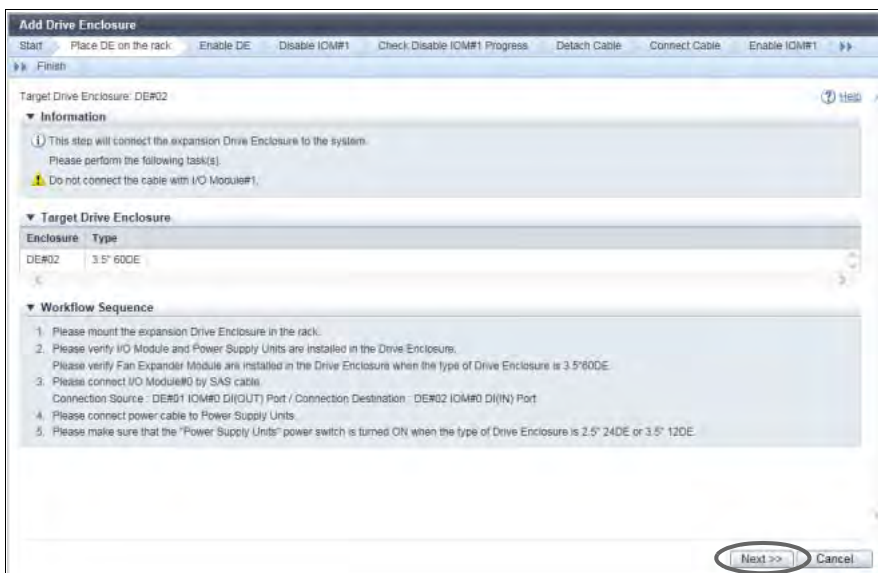 Add Drive Enclosure
Start Place DE on the rack Enable DE Disable IOM#1 Check Disable IOM#1 Progress Detach Cable Connect Cable Enable IOM#1
Finish
Target Drive Enclosure: DE#02 Help
Information
This step will connect the expansion Drive Enclosure to the system.
Please perform the following task(s).
Do not connect the cable with I/O Module#1.
Target Drive Enclosure
Enclosure Type
DE#02 3.5" 60DE
Workflow Sequence
1. Please mount the expansion Drive Enclosure in the rack.
2. Please verify I/O Module and Power Supply Units are installed in the Drive Enclosure.
Please verify Fan Expander Module are installed in the Drive Enclosure when the type of Drive Enclosure is 3.5"60DE.
3. Please connect I/O Module#0 by SAS cable.
Connection Source : DE#01 IOM#0 DI(OUT) Port / Connection Destination : DE#02 IOM#0 DI(IN) Port
4. Please connect power cable to Power Supply Units.
5. Please make sure that the "Power Supply Units" power switch is turned ON when the type of Drive Enclosure is 2.5" 24DE or 3.5" 12DE.
Next >> Cancel